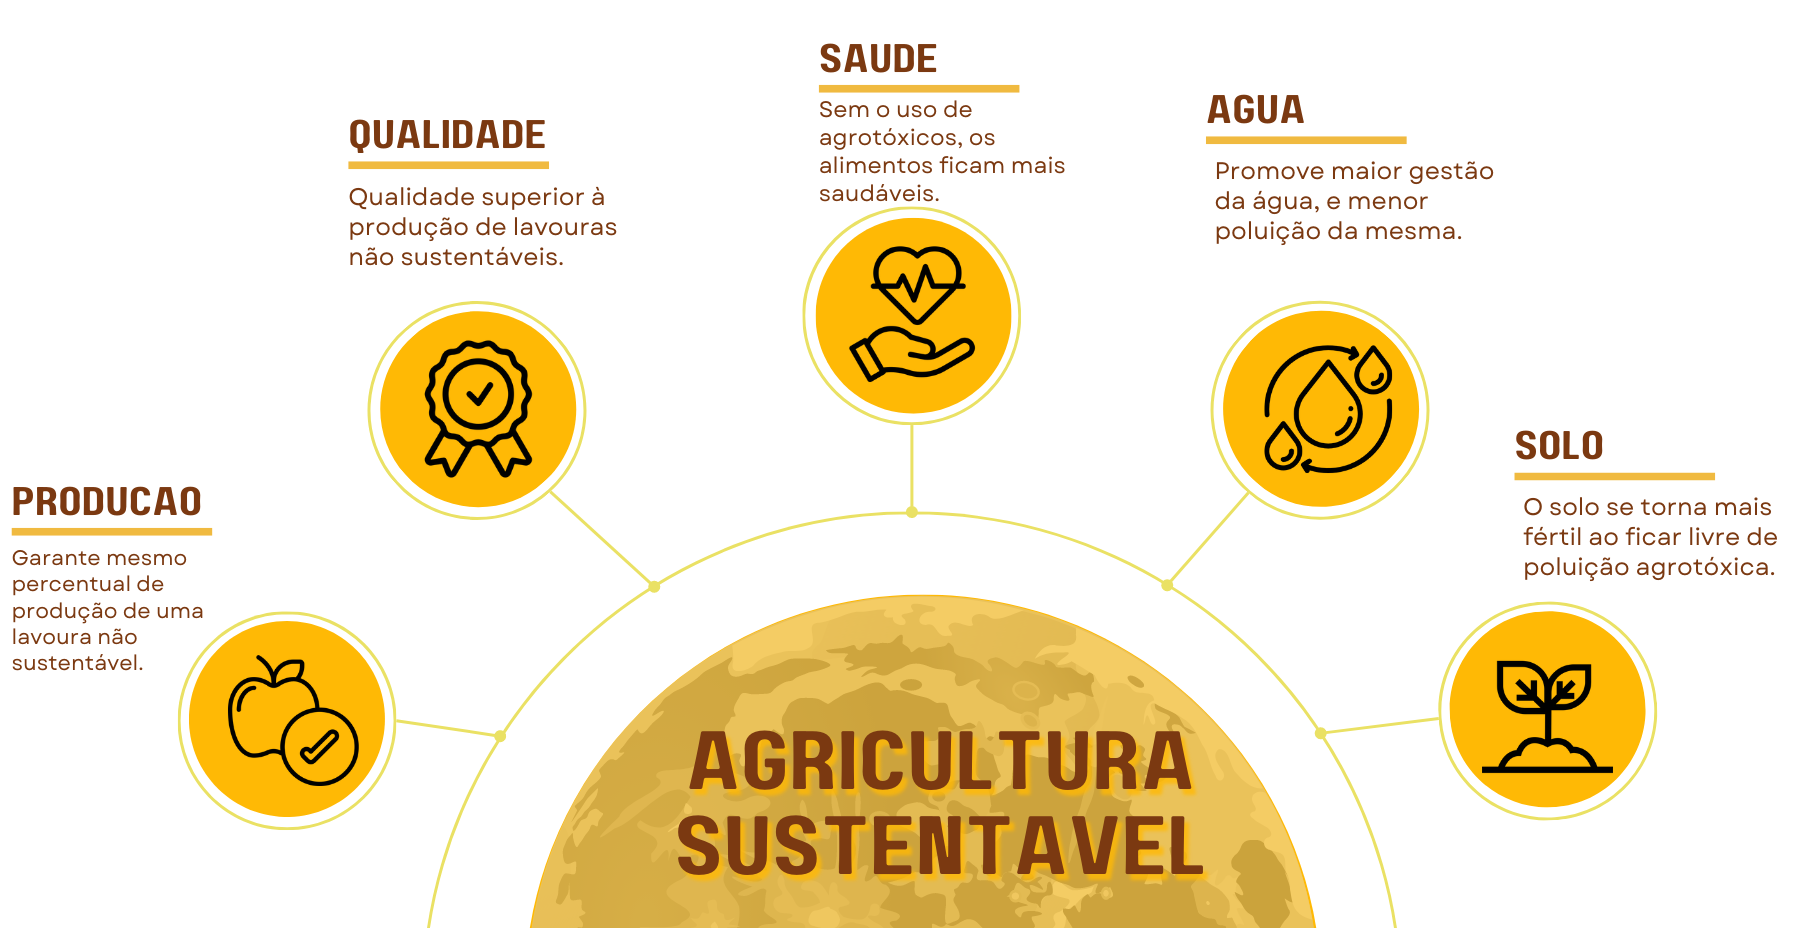 SAUDE
Sem o uso de
agrotóxicos, os
alimentos ficam mais
saudáveis.
AGUA
Promove maior gestão
da água, e menor
poluição da mesma.
QUALIDADE
Qualidade superior à
produção de lavouras
não sustentáveis.
SOLO
O solo se torna mais
fértil ao ficar livre de
poluição agrotóxica.
PRODUCAO
Garante mesmo
percentual de
produção de uma
lavoura não
sustentável.
AGRICULTURA
SUSTENTAVEL